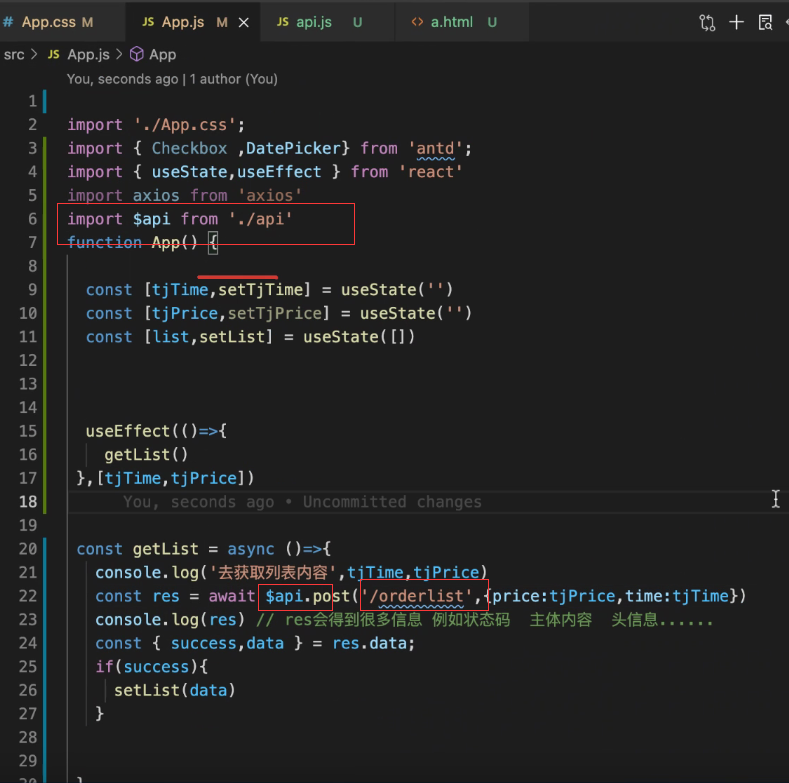 # App.css M
JS App.js M ×
JS api.js U
<> a.html U
src > JS App.js > App
You, seconds ago | 1 author (You)
1
2 import './App.css';
3 import { Checkbox ,DatePicker} from 'antd';
4 import { useState,useEffect } from 'react'
5 import axios from 'axios'
6 import $api from './api'
7 function App() {
8
9 const [tjTime,setTjTime] = useState('')
10 const [tjPrice,setTjPrice] = useState('')
11 const [list,setList] = useState([])
12
13
14
15 useEffect(()=>{
16 getList()
17 },[tjTime,tjPrice])
18 You, seconds ago • Uncommitted changes
19
20 const getList = async ()=>{
21 console.log('去获取列表内容',tjTime,tjPrice)
22 const res = await $api.post('/orderlist',{price:tjPrice,time:tjTime})
23 console.log(res) // res会得到很多信息 例如状态码 主体内容 头信息......
24 const { success,data } = res.data;
25 if(success){
26 setList(data)
27 }
28
29